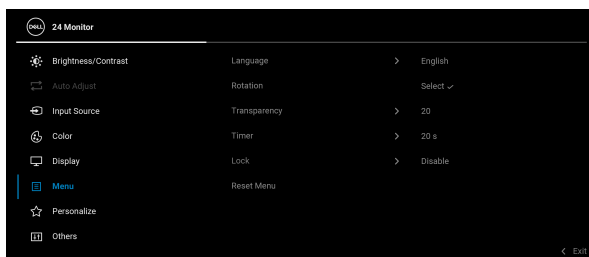 DELL 24 Monitor
Brightness/Contrast Language > English
Auto Adjust Rotation Select ✓
Input Source Transparency > 20
Color Timer > 20 s
Display Lock > Disable
Menu Reset Menu
Personalize
Others
< Exit